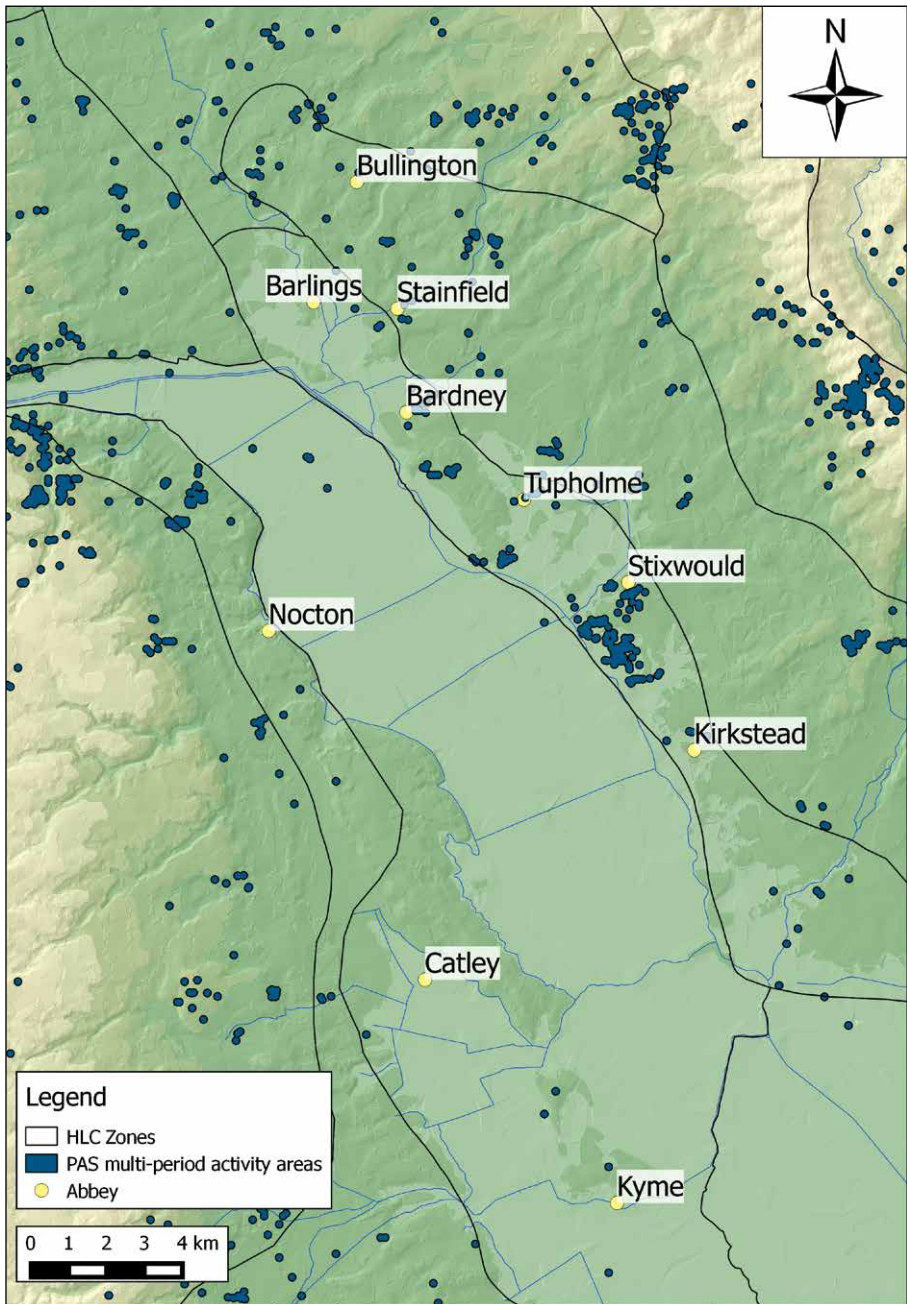 N
Bullington
Barlings
Stainfield
Bardney
Tupholme
Stixwould
Nocton
Kirkstead
Catley
Kyme
Legend
HLC Zones
PAS multi-period activity areas
Abbey
0 1 2 3 4 km